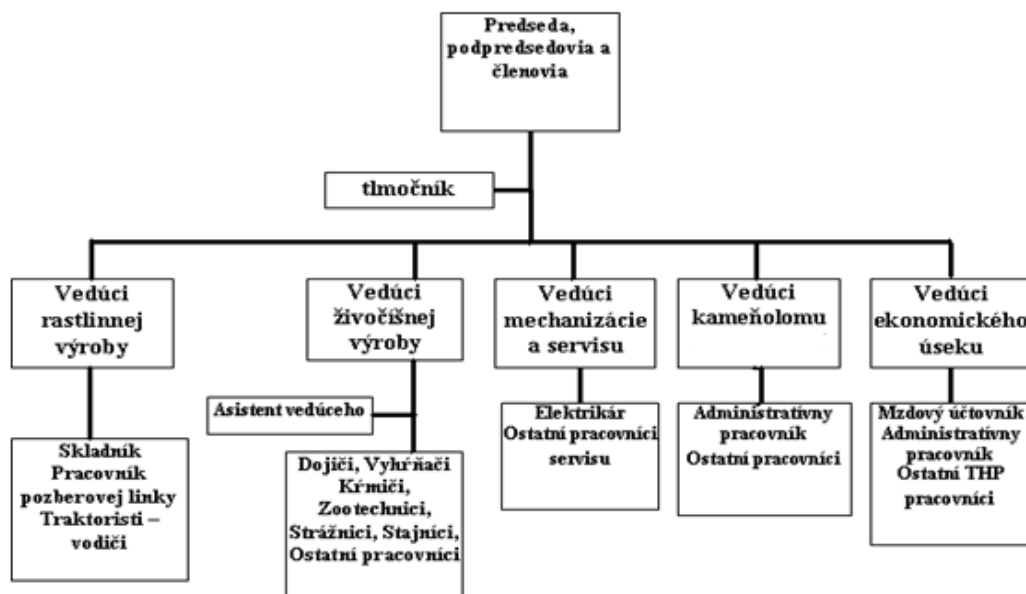 Predseda,
podpredsedovia a
členovia
tlmočník
Vedúci
rastlinnej
výroby
Vedúci
živočíšnej
výroby
Vedúci
mechanizácie
a servisu
Vedúci
kameňolomu
Vedúci
ekonomického
úseku
Asistent vedúceho
Skladník
Pracovník
pozberovej linky
Traktoristi –
vodiči
Dojiči, Vyhŕňači
Kŕmiči,
Zootechnici,
Strážnici, Stajníci,
Ostatní pracovníci
Elektrikár
Ostatní pracovníci
servisu
Administratívny
pracovník
Ostatní pracovníci
Mzdový účtovník
Administratívny
pracovník
Ostatní THP
pracovníci